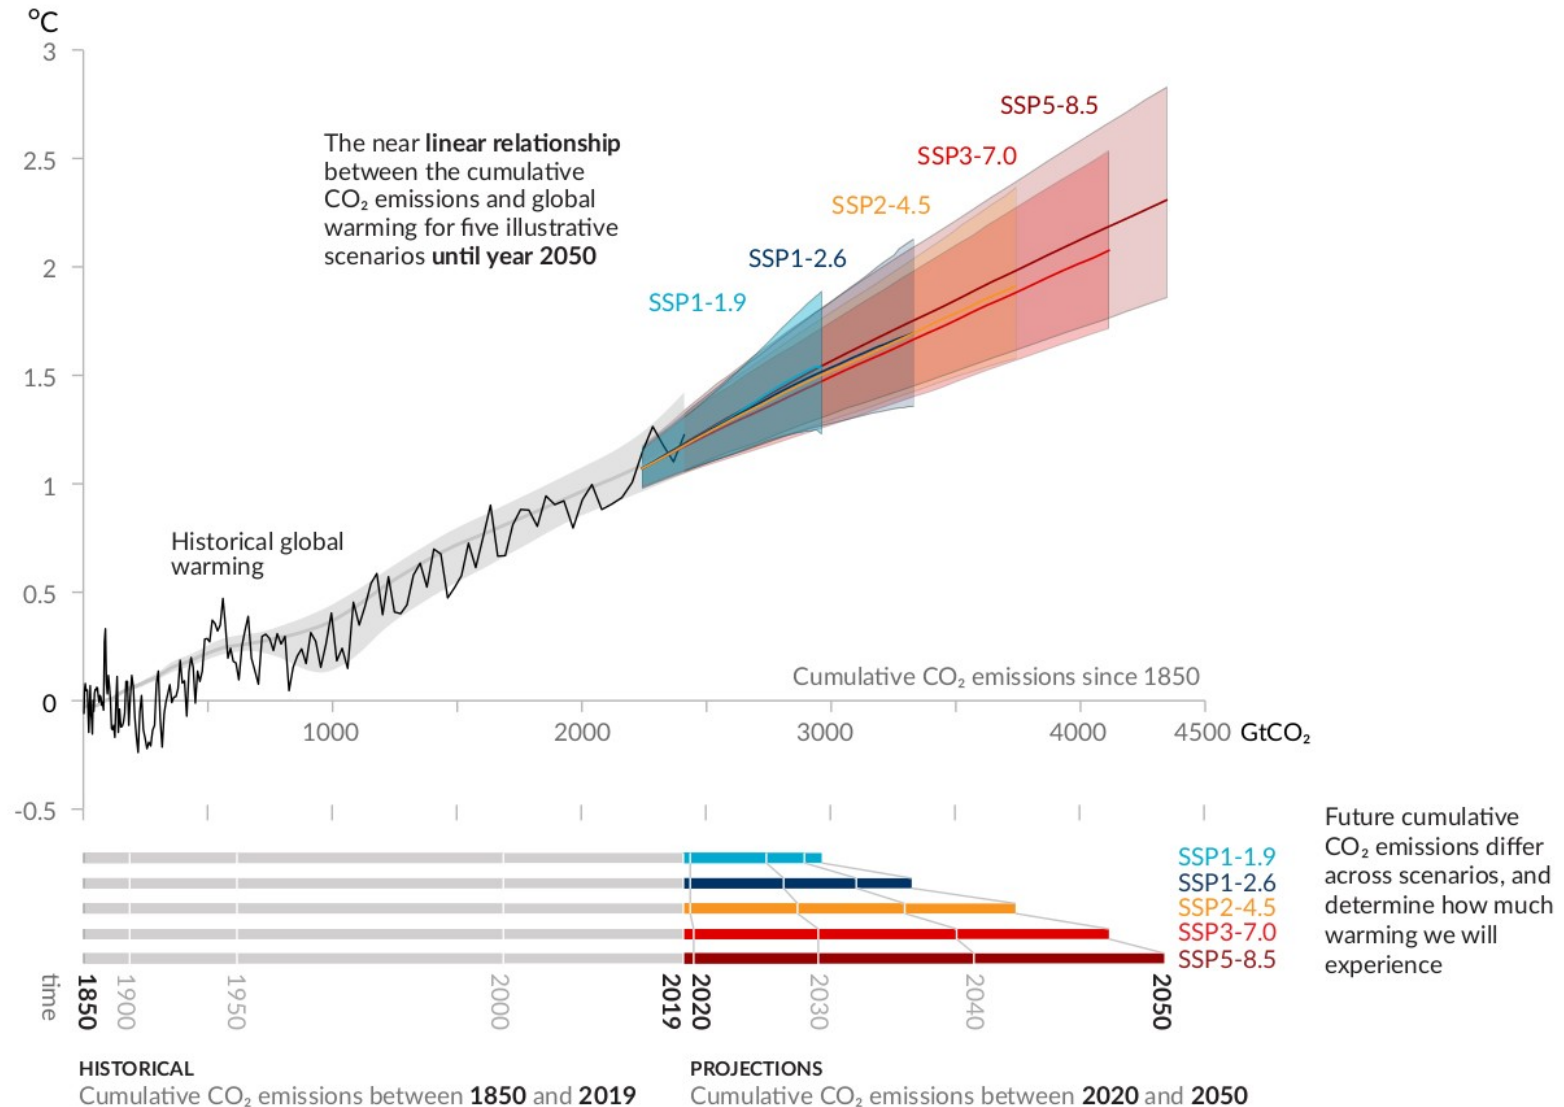 °C
3
2.5
2
1.5
1
0.5
0
-0.5
The near linear relationship
between the cumulative
CO₂ emissions and global
warming for five illustrative
scenarios until year 2050
SSP5-8.5
SSP3-7.0
SSP2-4.5
SSP1-2.6
SSP1-1.9
Historical global
warming
Cumulative CO₂ emissions since 1850
1000
2000
3000
4000
4500 GtCO₂
SSP1-1.9
SSP1-2.6
SSP2-4.5
SSP3-7.0
SSP5-8.5
Future cumulative
CO₂ emissions differ
across scenarios, and
determine how much
warming we will
experience
time
1850
1900
1950
2000
2019
2020
2030
2040
2050
HISTORICAL
Cumulative CO₂ emissions between 1850 and 2019
PROJECTIONS
Cumulative CO₂ emissions between 2020 and 2050